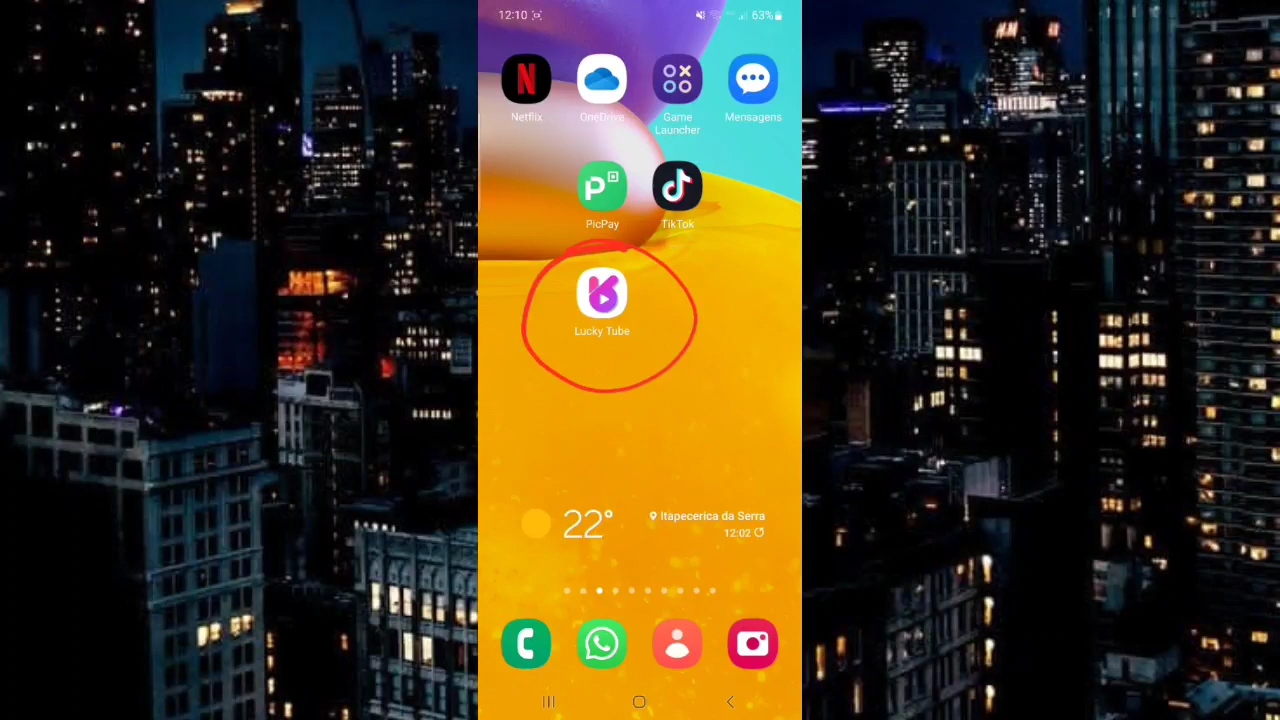 12:10
63%
Netflix
OneDrive
Game
Launcher
Mensagens
PicPay
TikTok
Lucky Tube
22°
Itapecerica da Serra
12:02